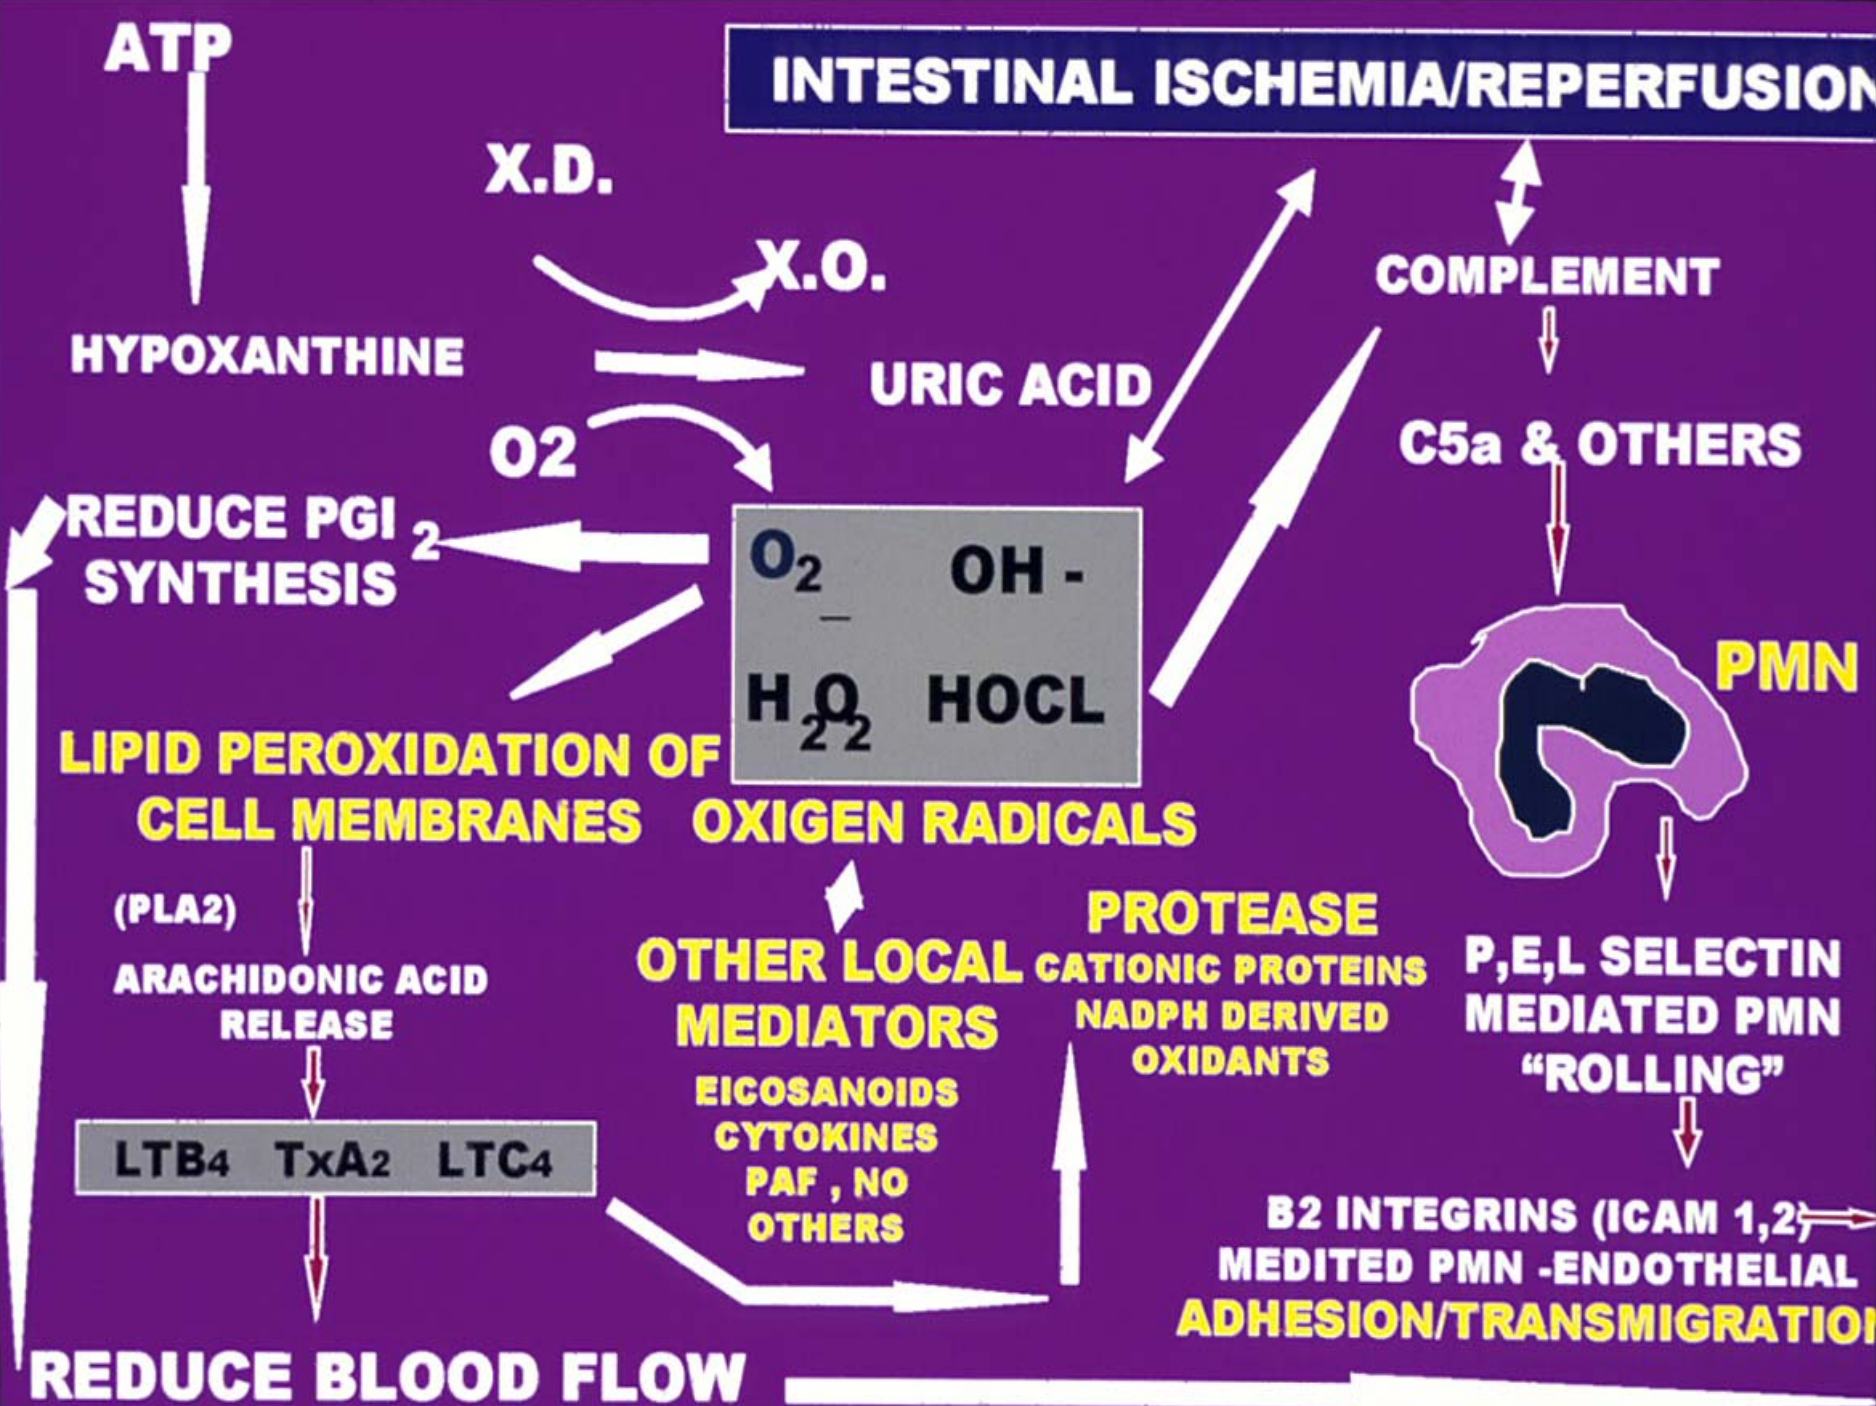 ATP
INTESTINAL ISCHEMIA/REPERFUSION
X.D.
X.O.
COMPLEMENT
HYPOXANTHINE
URIC ACID
O2
C5a & OTHERS
REDUCE PGI 2
SYNTHESIS
O2_
OH -
H2O2
HOCL
PMN
LIPID PEROXIDATION OF
CELL MEMBRANES
OXIGEN RADICALS
(PLA2)
ARACHIDONIC ACID
RELEASE
OTHER LOCAL
MEDIATORS
EICOSANOIDS
CYTOKINES
PAF , NO
OTHERS
PROTEASE
CATIONIC PROTEINS
NADPH DERIVED
OXIDANTS
P,E,L SELECTIN
MEDIATED PMN
“ROLLING”
LTB4 TxA2 LTC4
B2 INTEGRINS (ICAM 1,2)
MEDITED PMN -ENDOTHELIAL
ADHESION/TRANSMIGRATION
REDUCE BLOOD FLOW